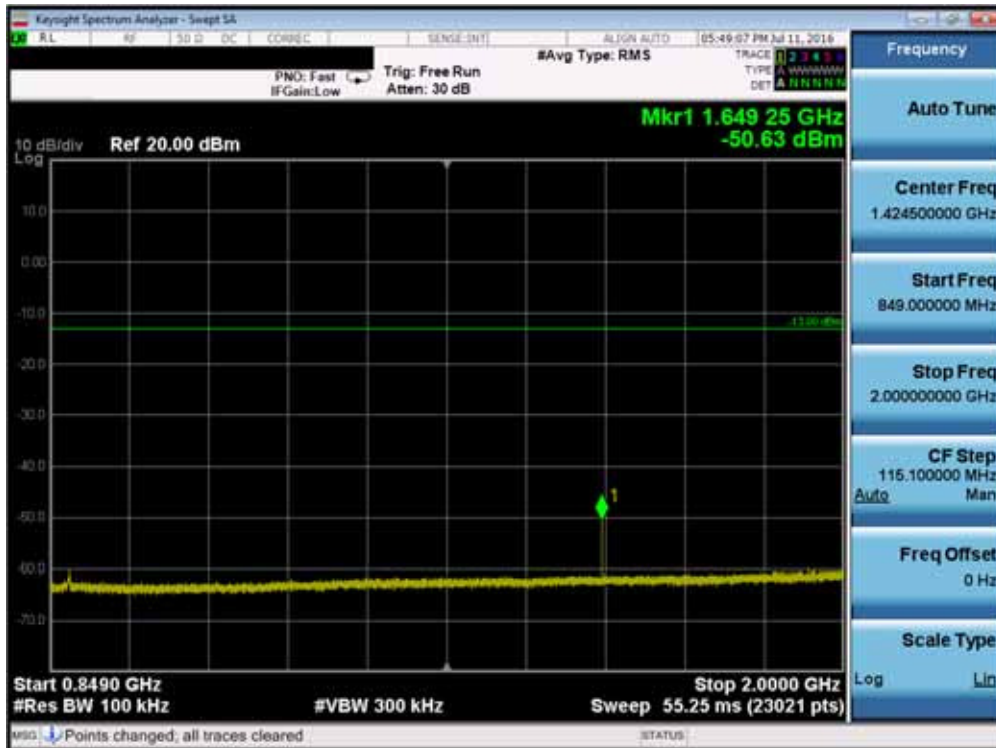 Keysight Spectrum Analyzer - Swept SA
RL RF 50 Ω DC CORREC SENSE:INT ALIGN AUTO 05:49:07 PM Jul 11, 2016
#Avg Type: RMS
TRACE 1 2 3 4 5 6
PNO: Fast Trig: Free Run
TYPE A WWWWW
IFGain:Low Atten: 30 dB
DET A N N N N N
Mkr1 1.649 25 GHz
-50.63 dBm
10 dB/div Ref 20.00 dBm
Log
10.0
0.00
-10.0
-13.00 dBm
-20.0
-30.0
-40.0
1
-50.0
-60.0
-70.0
Start 0.8490 GHz Stop 2.0000 GHz
#Res BW 100 kHz #VBW 300 kHz Sweep 55.25 ms (23021 pts)
MSG Points changed; all traces cleared STATUS
Frequency
Auto Tune
Center Freq
1.424500000 GHz
Start Freq
849.000000 MHz
Stop Freq
2.000000000 GHz
CF Step
115.100000 MHz
Auto Man
Freq Offset
0 Hz
Scale Type
Log Lin